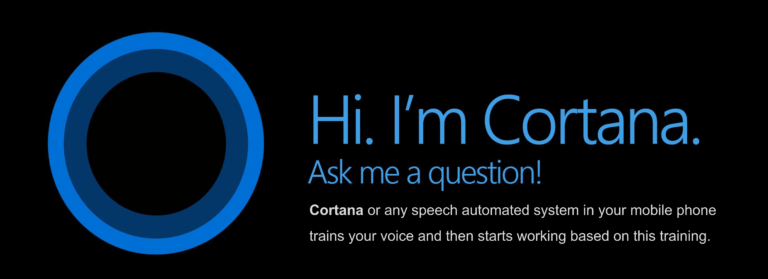 Hi. I'm Cortana.
Ask me a question!
Cortana or any speech automated system in your mobile phone
trains your voice and then starts working based on this training.